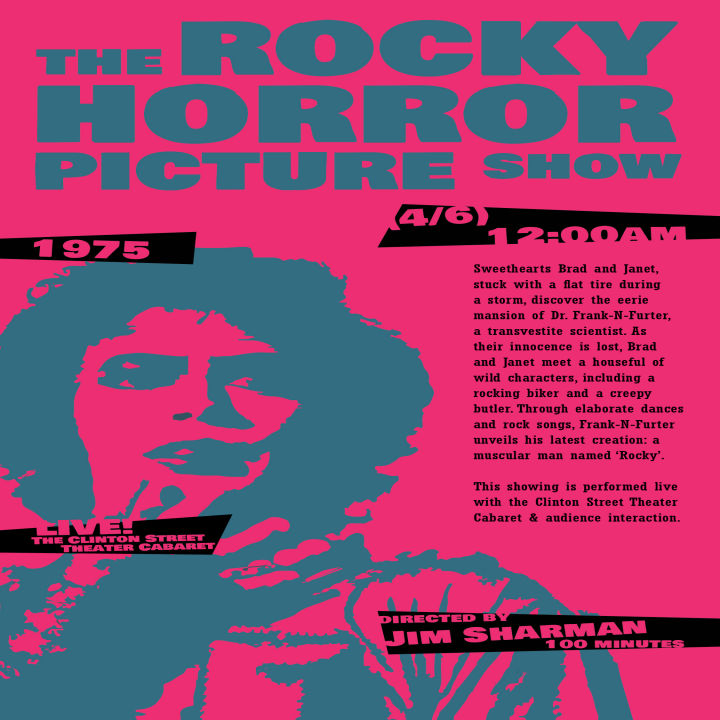 THE ROCKY
HORROR
PICTURE SHOW
(4/6)
12:00AM
1975
Sweethearts Brad and Janet,
stuck with a flat tire during
a storm, discover the eerie
mansion of Dr. Frank-N-Furter,
a transvestite scientist. As
their innocence is lost, Brad
and Janet meet a houseful of
wild characters, including a
rocking biker and a creepy
butler. Through elaborate dances
and rock songs, Frank-N-Furter
unveils his latest creation: a
muscular man named ‘Rocky’.
This showing is performed live
with the Clinton Street Theater
Cabaret & audience interaction.
LIVE!
THE CLINTON STREET
THEATER CABARET
DIRECTED BY
JIM SHARMAN
100 MINUTES